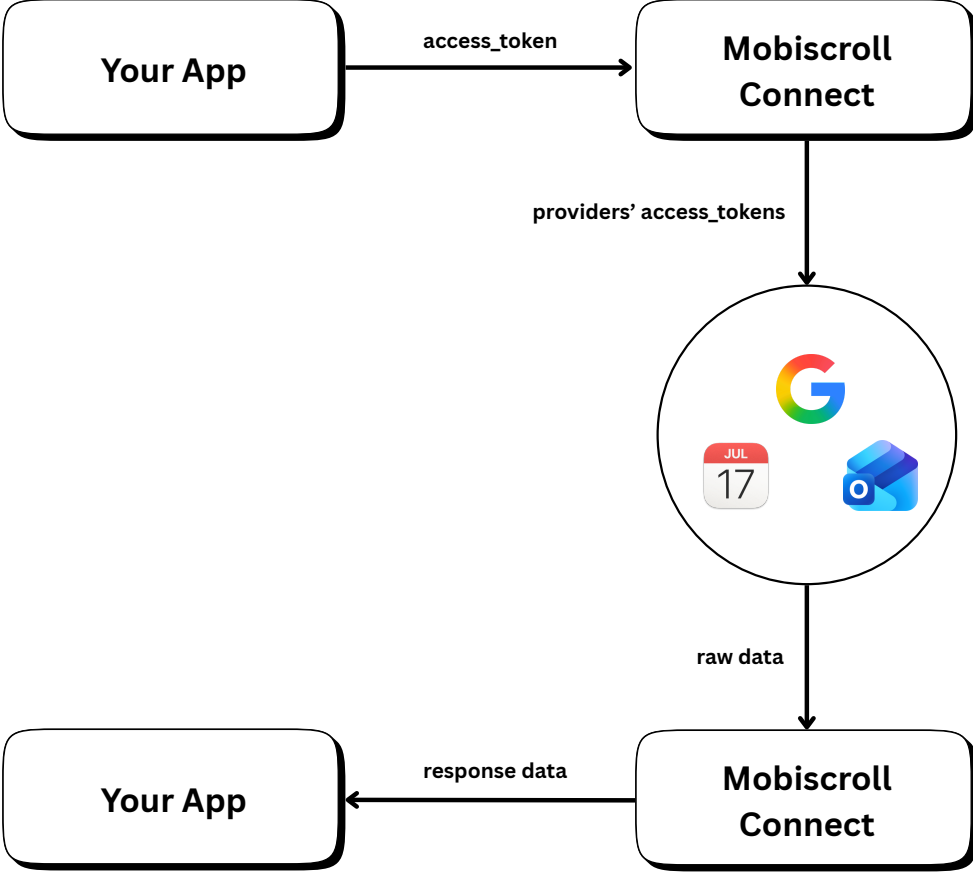 Your App
access_token
Mobiscroll
Connect
providers’ access_tokens
G
JUL
17
O
raw data
Your App
response data
Mobiscroll
Connect